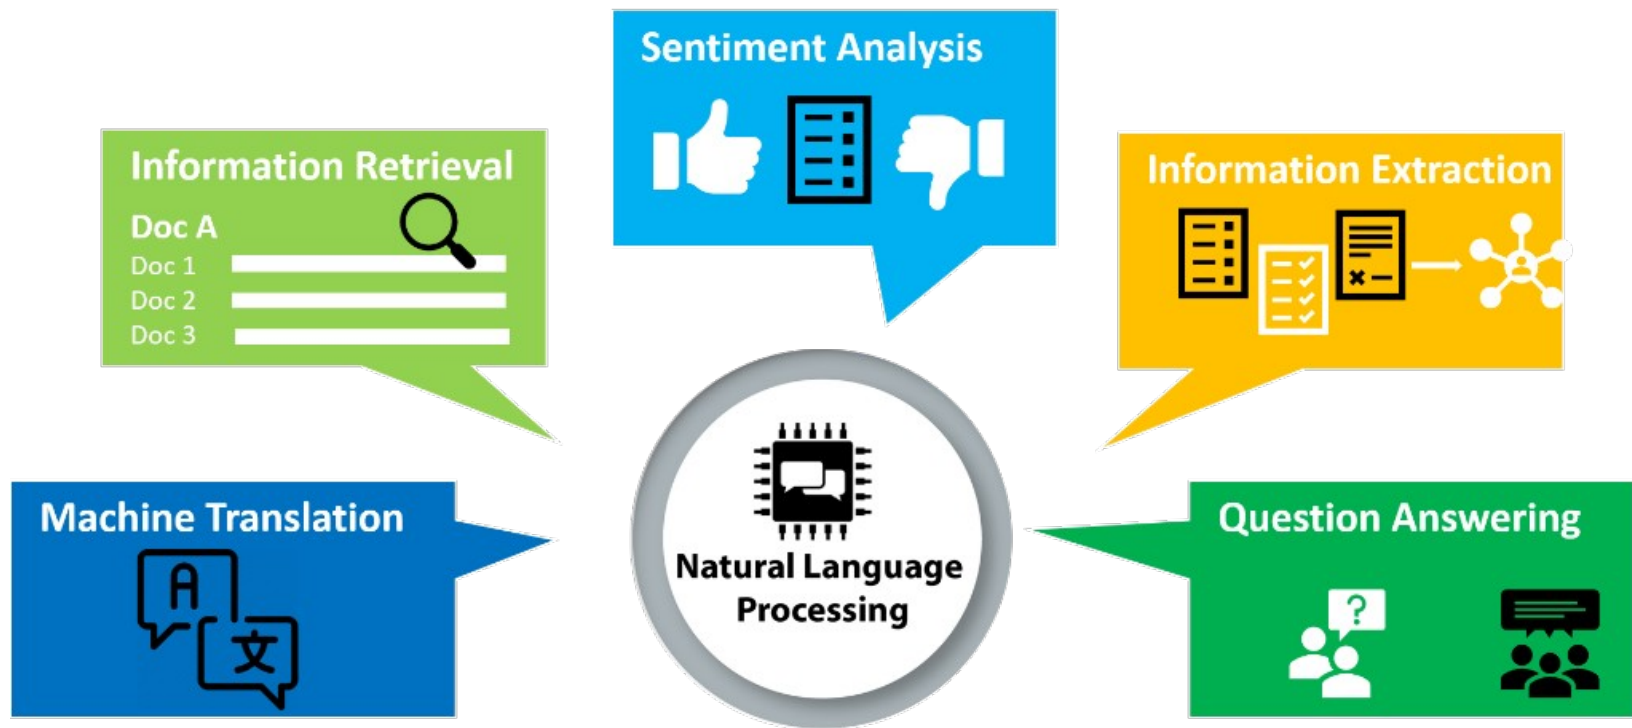 Sentiment Analysis
Information Retrieval
Doc A
Doc 1
Doc 2
Doc 3
Information Extraction
Machine Translation
A
文
Natural Language
Processing
Question Answering
?